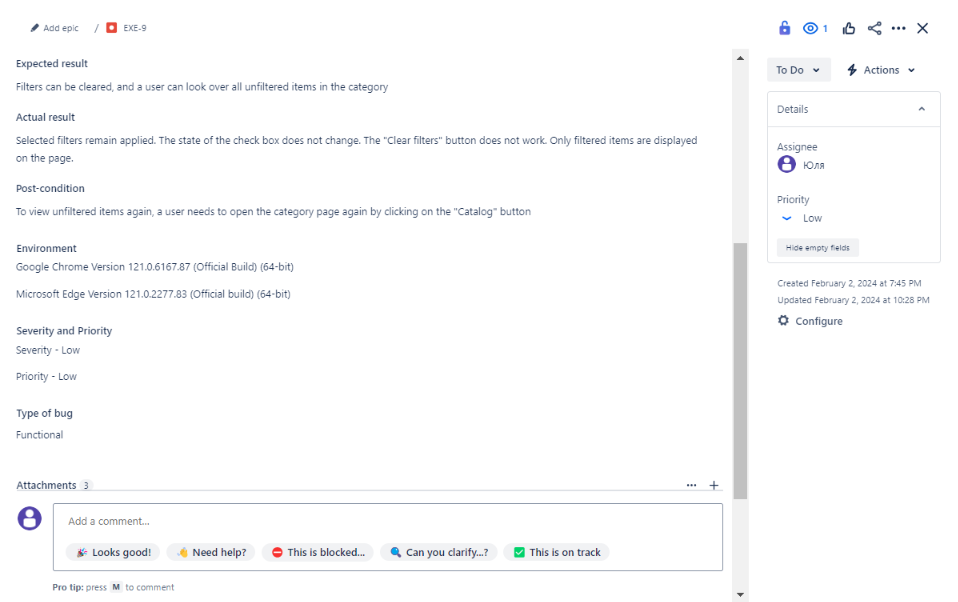 Add epic / EXE-9
1
Expected result
Filters can be cleared, and a user can look over all unfiltered items in the category
Actual result
Selected filters remain applied. The state of the check box does not change. The "Clear filters" button does not work. Only filtered items are displayed
on the page.
Post-condition
To view unfiltered items again, a user needs to open the category page again by clicking on the "Catalog" button
Environment
Google Chrome Version 121.0.6167.87 (Official Build) (64-bit)
Microsoft Edge Version 121.0.2277.83 (Official build) (64-bit)
Severity and Priority
Severity - Low
Priority - Low
Type of bug
Functional
Attachments 3
Add a comment...
Looks good! Need help? This is blocked... Can you clarify...? This is on track
Pro tip: press M to comment
To Do Actions
Details
Assignee
Юля
Priority
Low
Hide empty fields
Created February 2, 2024 at 7:45 PM
Updated February 2, 2024 at 10:28 PM
Configure